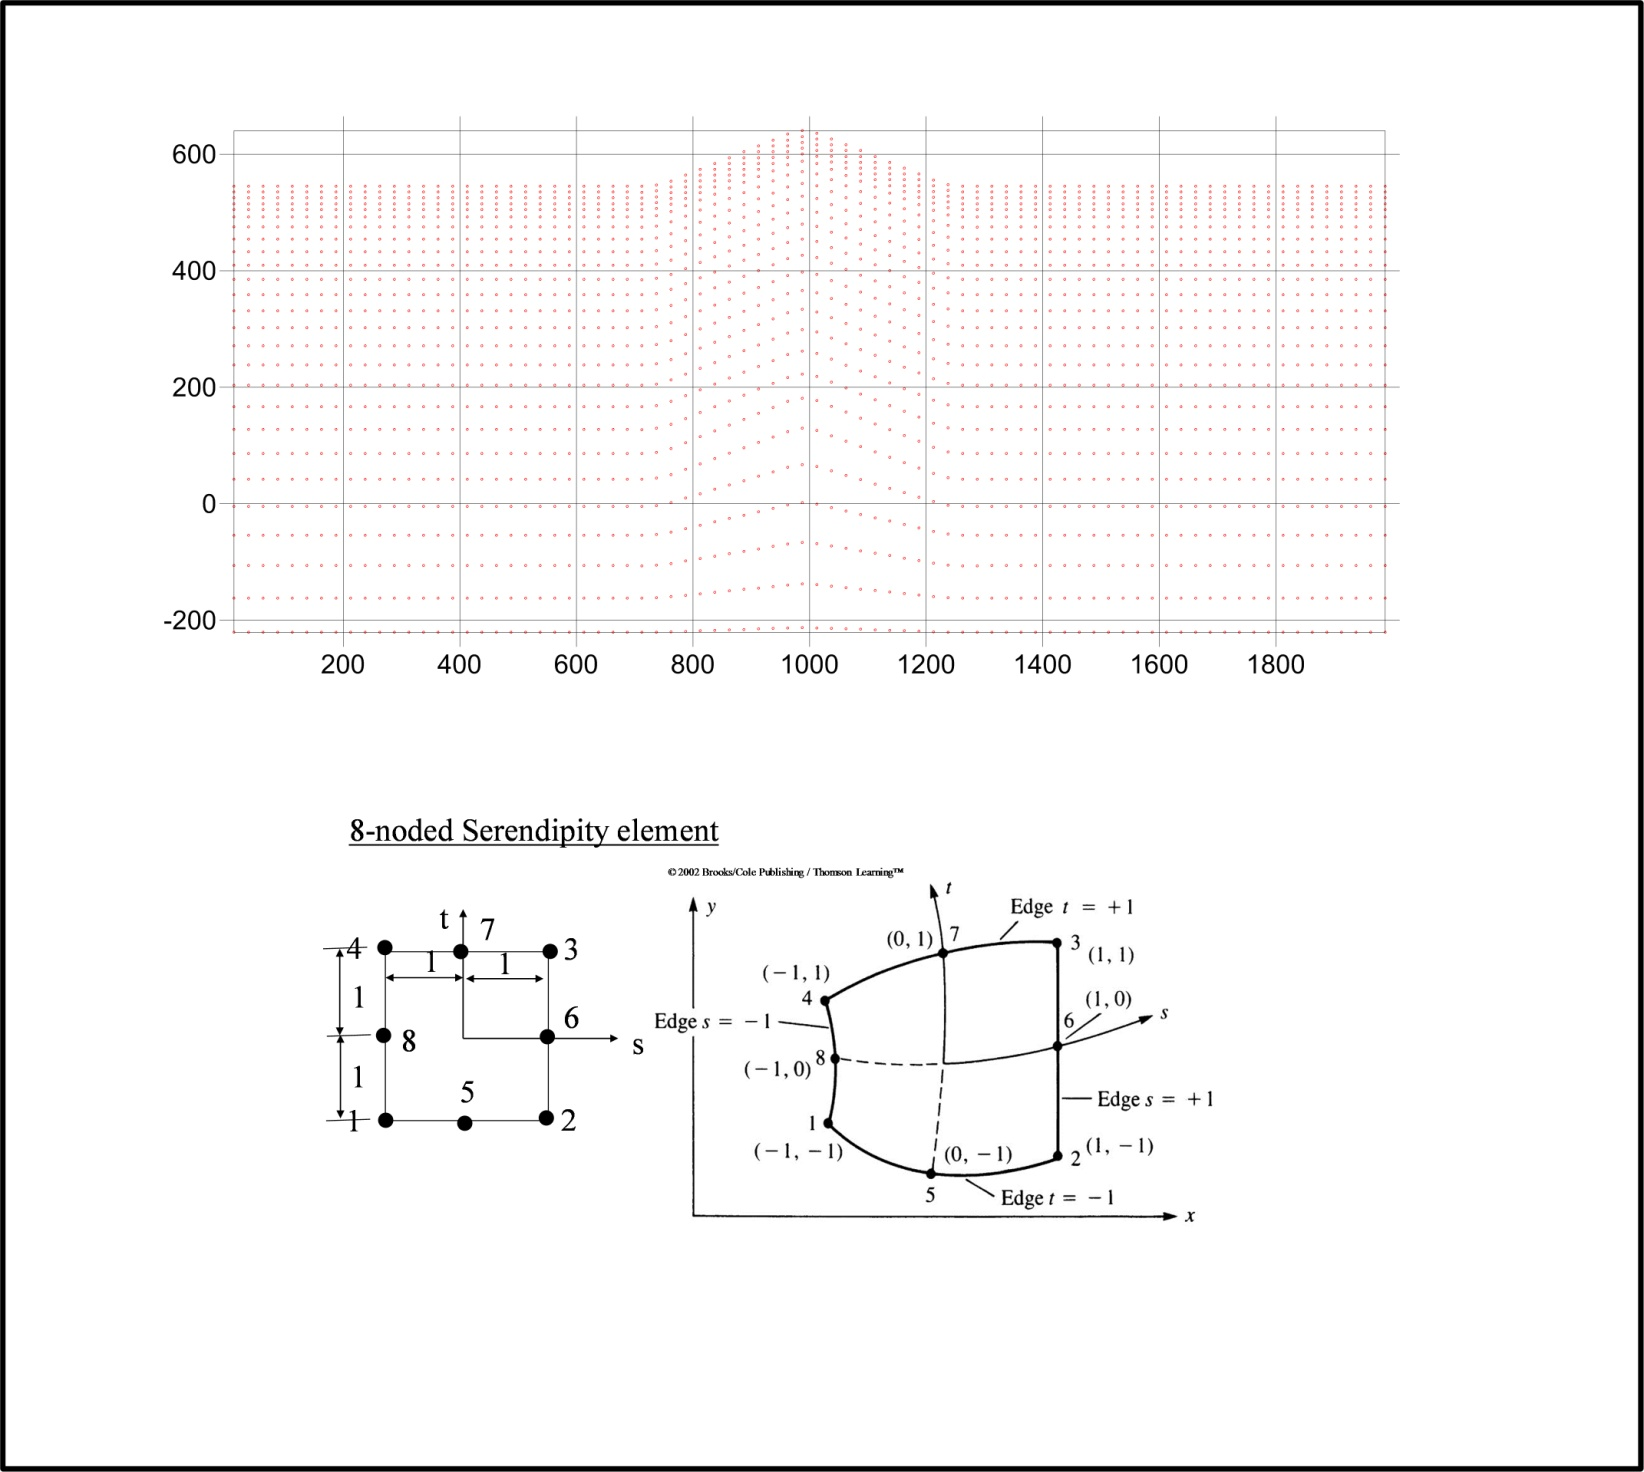 600
400
200
0
-200
200 400 600 800 1000 1200 1400 1600 1800
8-noded Serendipity element
© 2002 Brooks/Cole Publishing / Thomson Learning™
t
7
4
3
1
1
1
6
8
s
1
5
1
2
y
t
Edge t = +1
(0, 1)
7
3
(1, 1)
(−1, 1)
4
(1, 0)
6
s
Edge s = −1
(−1, 0)
8
Edge s = +1
1
(−1, −1)
(0, −1)
2
(1, −1)
5
Edge t = −1
x